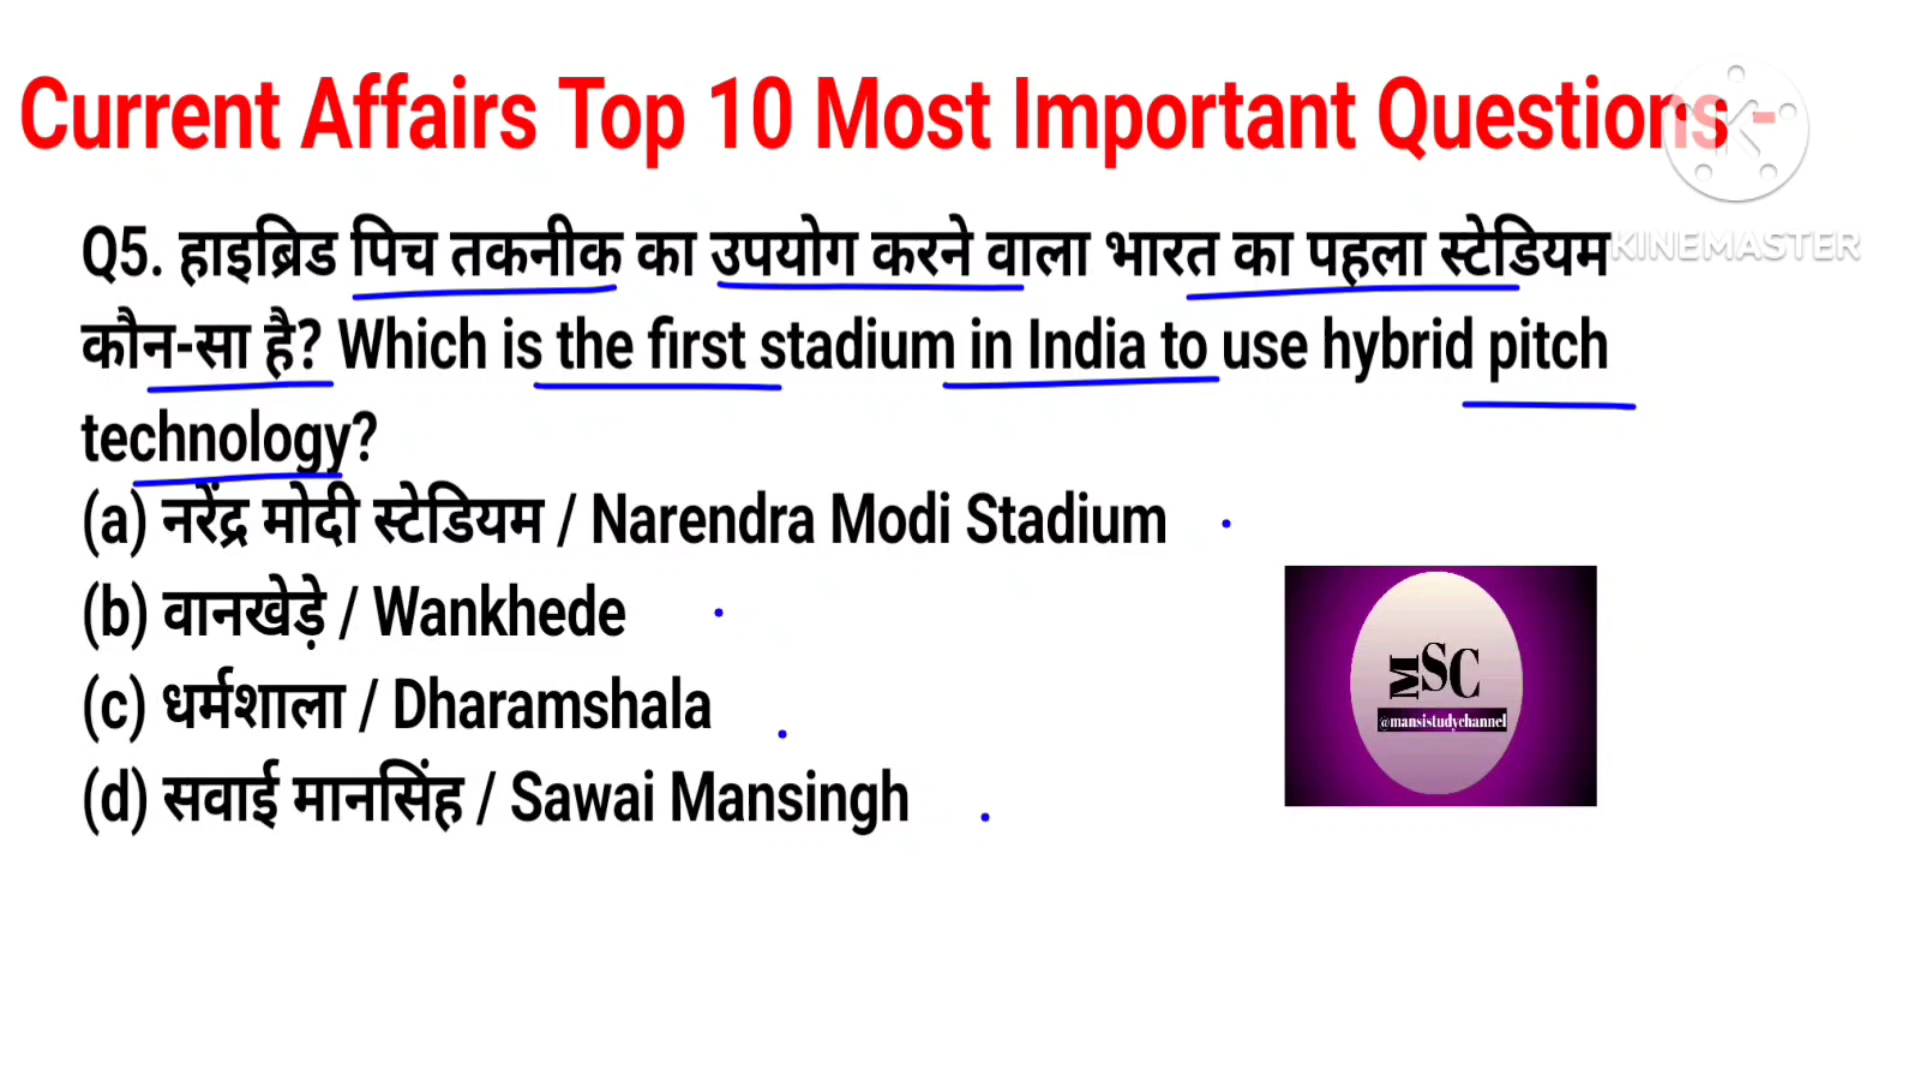 Current Affairs Top 10 Most Important Questions -
Q5. हाइब्रिड पिच तकनीक का उपयोग करने वाला भारत का पहला स्टेडियम
KINEMASTER
कौन-सा है? Which is the first stadium in India to use hybrid pitch
technology?
(a) नरेंद्र मोदी स्टेडियम / Narendra Modi Stadium
(b) वानखेड़े / Wankhede
(c) धर्मशाला / Dharamshala
(d) सवाई मानसिंह / Sawai Mansingh
MSC
@mansistudychannel